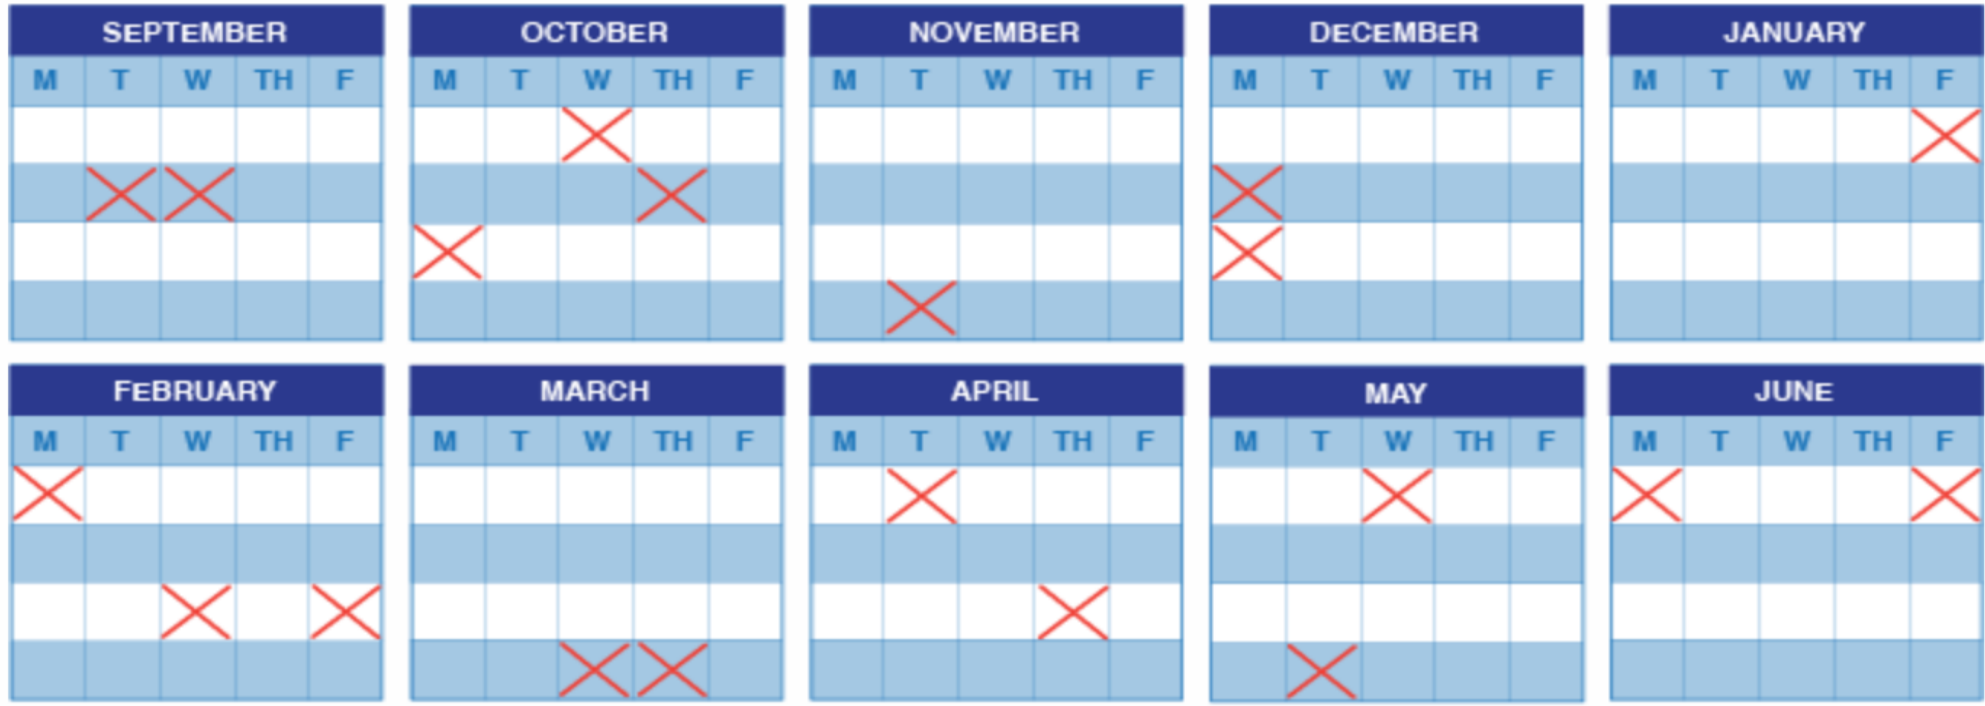 SEPTEMBER OCTOBER NOVEMBER DECEMBER JANUARY
M T W TH F M T W TH F M T W TH F M T W TH F M T W TH F
FEBRUARY MARCH APRIL MAY JUNE
M T W TH F M T W TH F M T W TH F M T W TH F M T W TH F